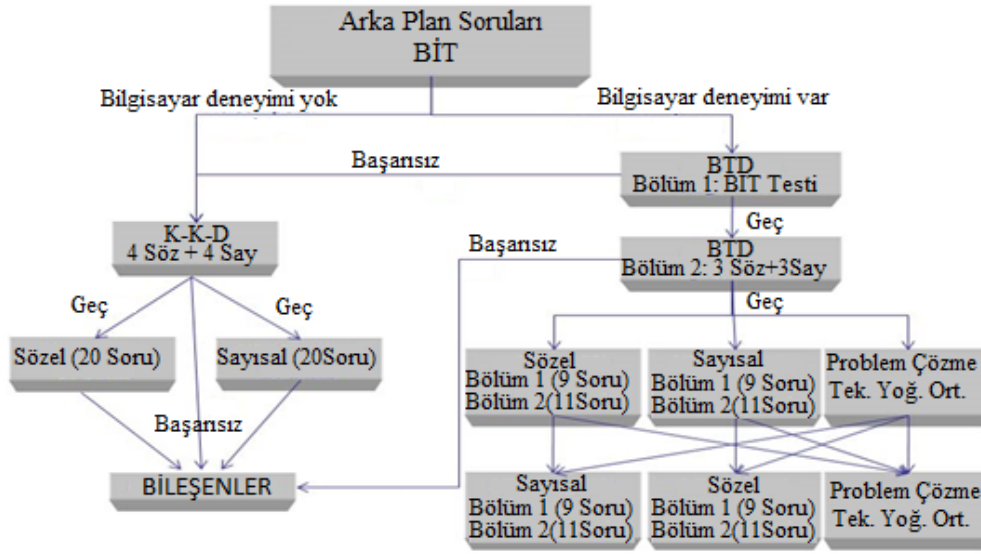 Arka Plan Soruları
BİT
Bilgisayar deneyimi yok
Bilgisayar deneyimi var
Başarısız
BTD
Bölüm 1: BIT Testi
Geç
K-K-D
4 Söz + 4 Say
Başarısız
BTD
Bölüm 2: 3 Söz+3Say
Geç
Geç
Geç
Sözel (20 Soru)
Sayısal (20Soru)
Sözel
Bölüm 1 (9 Soru)
Bölüm 2(11Soru)
Sayısal
Bölüm 1 (9 Soru)
Bölüm 2(11Soru)
Problem Çözme
Tek. Yoğ. Ort.
Başarısız
BİLEŞENLER
Sayısal
Bölüm 1 (9 Soru)
Bölüm 2(11Soru)
Sözel
Bölüm 1 (9 Soru)
Bölüm 2(11Soru)
Problem Çözme
Tek. Yoğ. Ort.